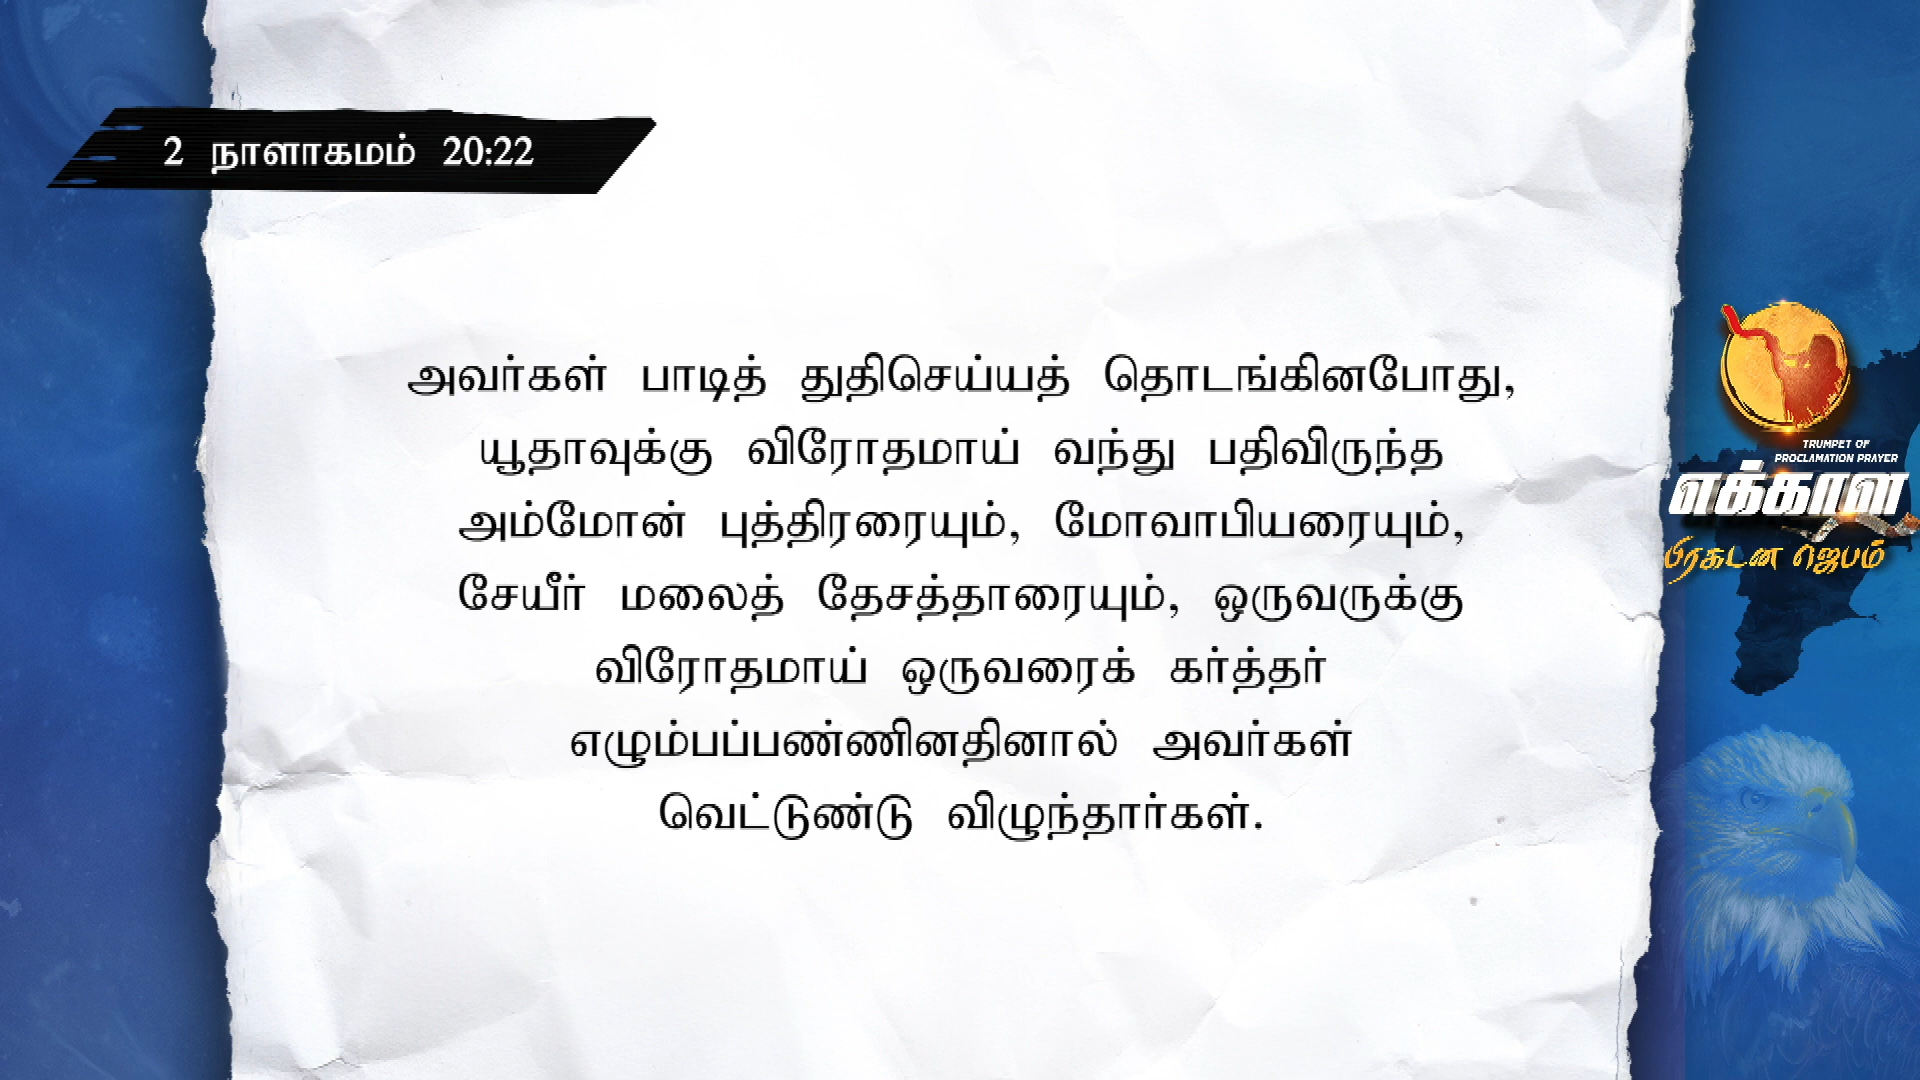 2 நாளாகமம் 20:22
அவர்கள் பாடித் துதிசெய்யத் தொடங்கினபோது,
யூதாவுக்கு விரோதமாய் வந்து பதிவிருந்த
அம்மோன் புத்திரரையும், மோவாபியரையும்,
சேயீர் மலைத் தேசத்தாரையும், ஒருவருக்கு
விரோதமாய் ஒருவரைக் கர்த்தர்
எழும்பப்பண்ணினதினால் அவர்கள்
வெட்டுண்டு விழுந்தார்கள்.
TRUMPET OF
PROCLAMATION PRAYER
எக்காள
பிரகடன ஜெபம்